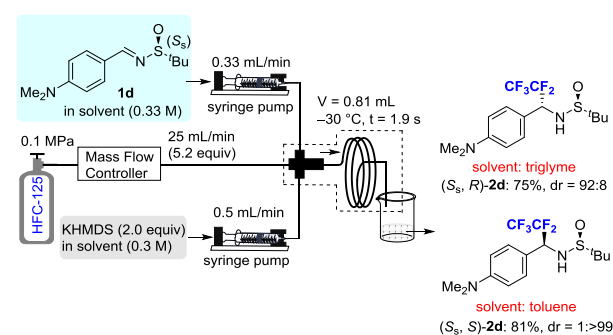 O
(Ss)
S
N
tBu
1d
Me2N
in solvent (0.33 M)
0.33 mL/min
syringe pump
V = 0.81 mL
–30 °C, t = 1.9 s
0.1 MPa
HFC-125
Mass Flow
Controller
25 mL/min
(5.2 equiv)
KHMDS (2.0 equiv)
in solvent (0.3 M)
0.5 mL/min
syringe pump
CF3CF2
O
S
N
H
tBu
Me2N
solvent: triglyme
(Ss, R)-2d: 75%, dr = 92:8
CF3CF2
O
S
N
H
tBu
Me2N
solvent: toluene
(Ss, S)-2d: 81%, dr = 1:>99